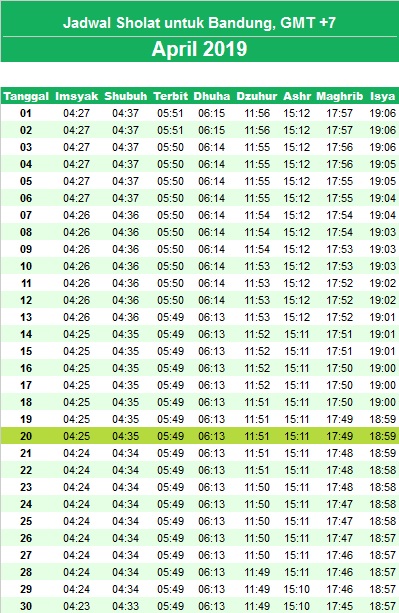 Jadwal Sholat untuk Bandung, GMT +7
April 2019
Tanggal Imsyak Shubuh Terbit Dhuha Dzuhur Ashr Maghrib Isya
01 04:27 04:37 05:51 06:15 11:56 15:12 17:57 19:06
02 04:27 04:37 05:51 06:15 11:56 15:12 17:57 19:06
03 04:27 04:37 05:50 06:14 11:55 15:12 17:56 19:06
04 04:27 04:37 05:50 06:14 11:55 15:12 17:56 19:05
05 04:27 04:37 05:50 06:14 11:55 15:12 17:55 19:05
06 04:27 04:37 05:50 06:14 11:55 15:12 17:55 19:04
07 04:26 04:36 05:50 06:14 11:54 15:12 17:54 19:04
08 04:26 04:36 05:50 06:14 11:54 15:12 17:54 19:03
09 04:26 04:36 05:50 06:14 11:54 15:12 17:53 19:03
10 04:26 04:36 05:50 06:14 11:53 15:12 17:53 19:03
11 04:26 04:36 05:50 06:14 11:53 15:12 17:52 19:02
12 04:26 04:36 05:50 06:14 11:53 15:12 17:52 19:02
13 04:26 04:36 05:49 06:13 11:53 15:12 17:52 19:01
14 04:25 04:35 05:49 06:13 11:52 15:11 17:51 19:01
15 04:25 04:35 05:49 06:13 11:52 15:11 17:51 19:01
16 04:25 04:35 05:49 06:13 11:52 15:11 17:50 19:00
17 04:25 04:35 05:49 06:13 11:52 15:11 17:50 19:00
18 04:25 04:35 05:49 06:13 11:51 15:11 17:50 19:00
19 04:25 04:35 05:49 06:13 11:51 15:11 17:49 18:59
20 04:25 04:35 05:49 06:13 11:51 15:11 17:49 18:59
21 04:24 04:34 05:49 06:13 11:51 15:11 17:48 18:59
22 04:24 04:34 05:49 06:13 11:51 15:11 17:48 18:58
23 04:24 04:34 05:49 06:13 11:50 15:11 17:48 18:58
24 04:24 04:34 05:49 06:13 11:50 15:11 17:47 18:58
25 04:24 04:34 05:49 06:13 11:50 15:11 17:47 18:58
26 04:24 04:34 05:49 06:13 11:50 15:11 17:47 18:57
27 04:24 04:34 05:49 06:13 11:50 15:11 17:46 18:57
28 04:24 04:34 05:49 06:13 11:49 15:11 17:46 18:57
29 04:24 04:34 05:49 06:13 11:49 15:10 17:46 18:57
30 04:23 04:33 05:49 06:13 11:49 15:10 17:45 18:57